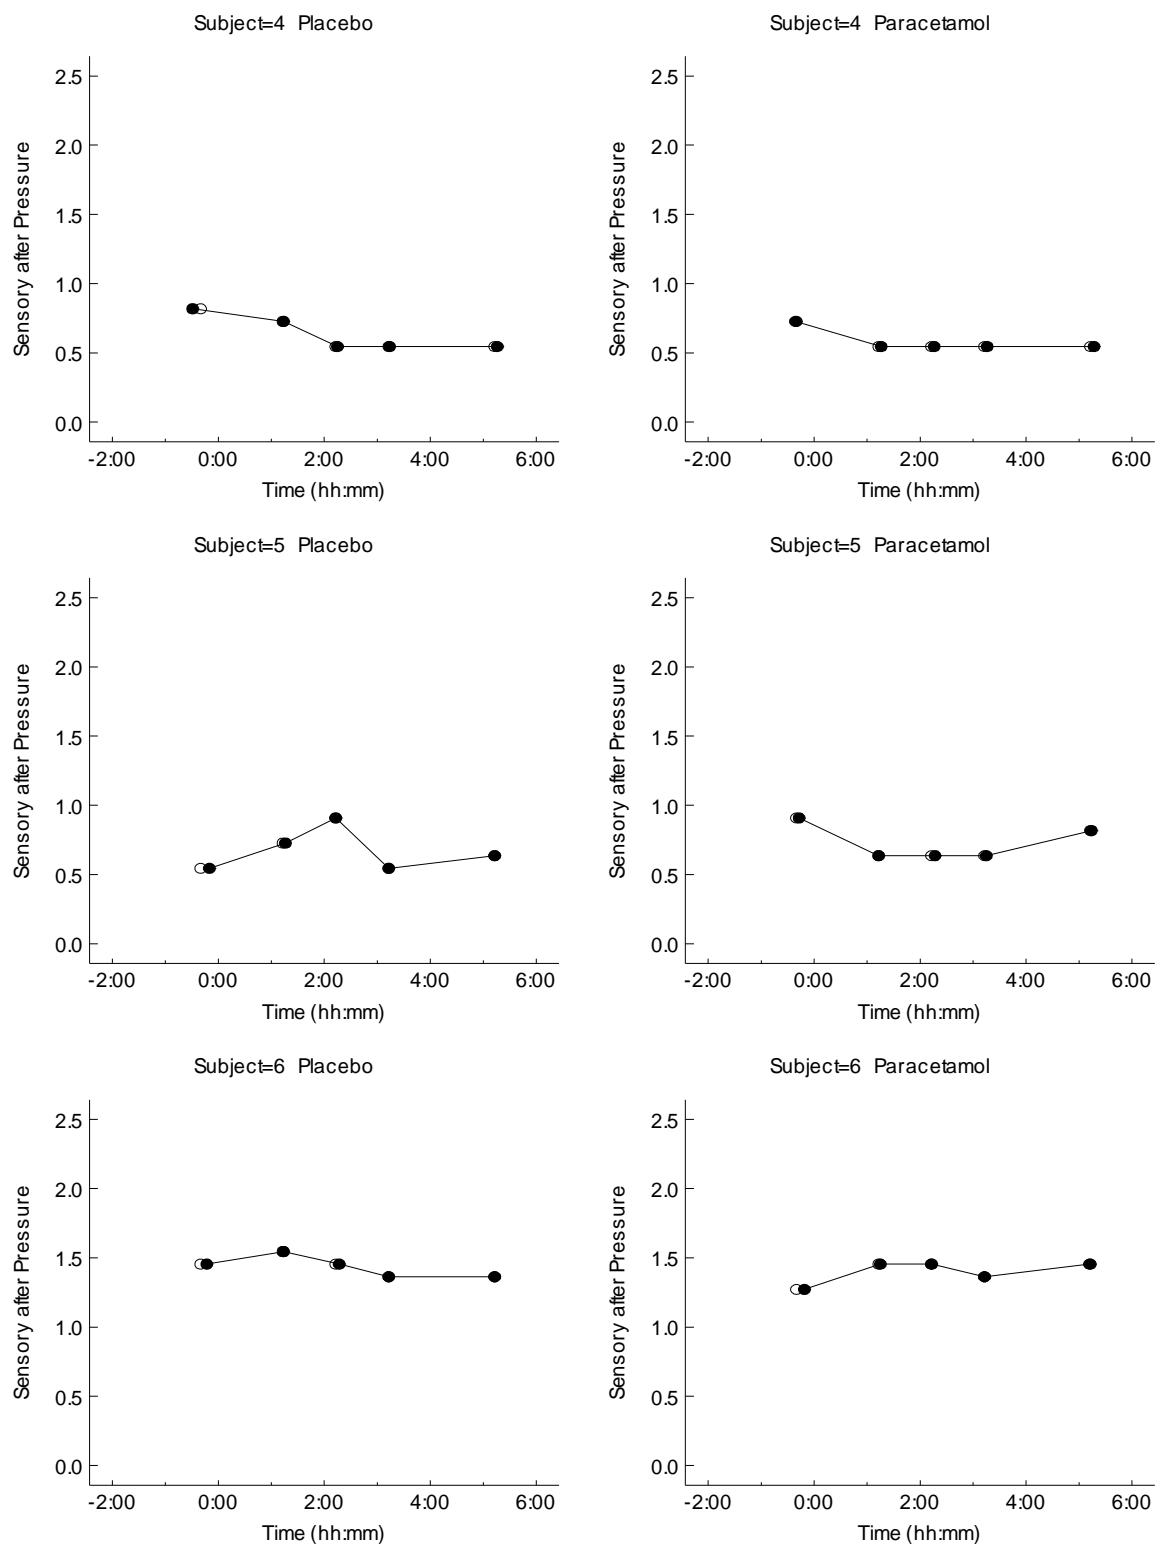 Subject=4 Placebo
2.5
2.0
1.5
1.0
0.5
0.0
Sensory after Pressure
-2:00 0:00 2:00 4:00 6:00
Time (hh:mm)
Subject=4 Paracetamol
2.5
2.0
1.5
1.0
0.5
0.0
Sensory after Pressure
-2:00 0:00 2:00 4:00 6:00
Time (hh:mm)
Subject=5 Placebo
2.5
2.0
1.5
1.0
0.5
0.0
Sensory after Pressure
-2:00 0:00 2:00 4:00 6:00
Time (hh:mm)
Subject=5 Paracetamol
2.5
2.0
1.5
1.0
0.5
0.0
Sensory after Pressure
-2:00 0:00 2:00 4:00 6:00
Time (hh:mm)
Subject=6 Placebo
2.5
2.0
1.5
1.0
0.5
0.0
Sensory after Pressure
-2:00 0:00 2:00 4:00 6:00
Time (hh:mm)
Subject=6 Paracetamol
2.5
2.0
1.5
1.0
0.5
0.0
Sensory after Pressure
-2:00 0:00 2:00 4:00 6:00
Time (hh:mm)